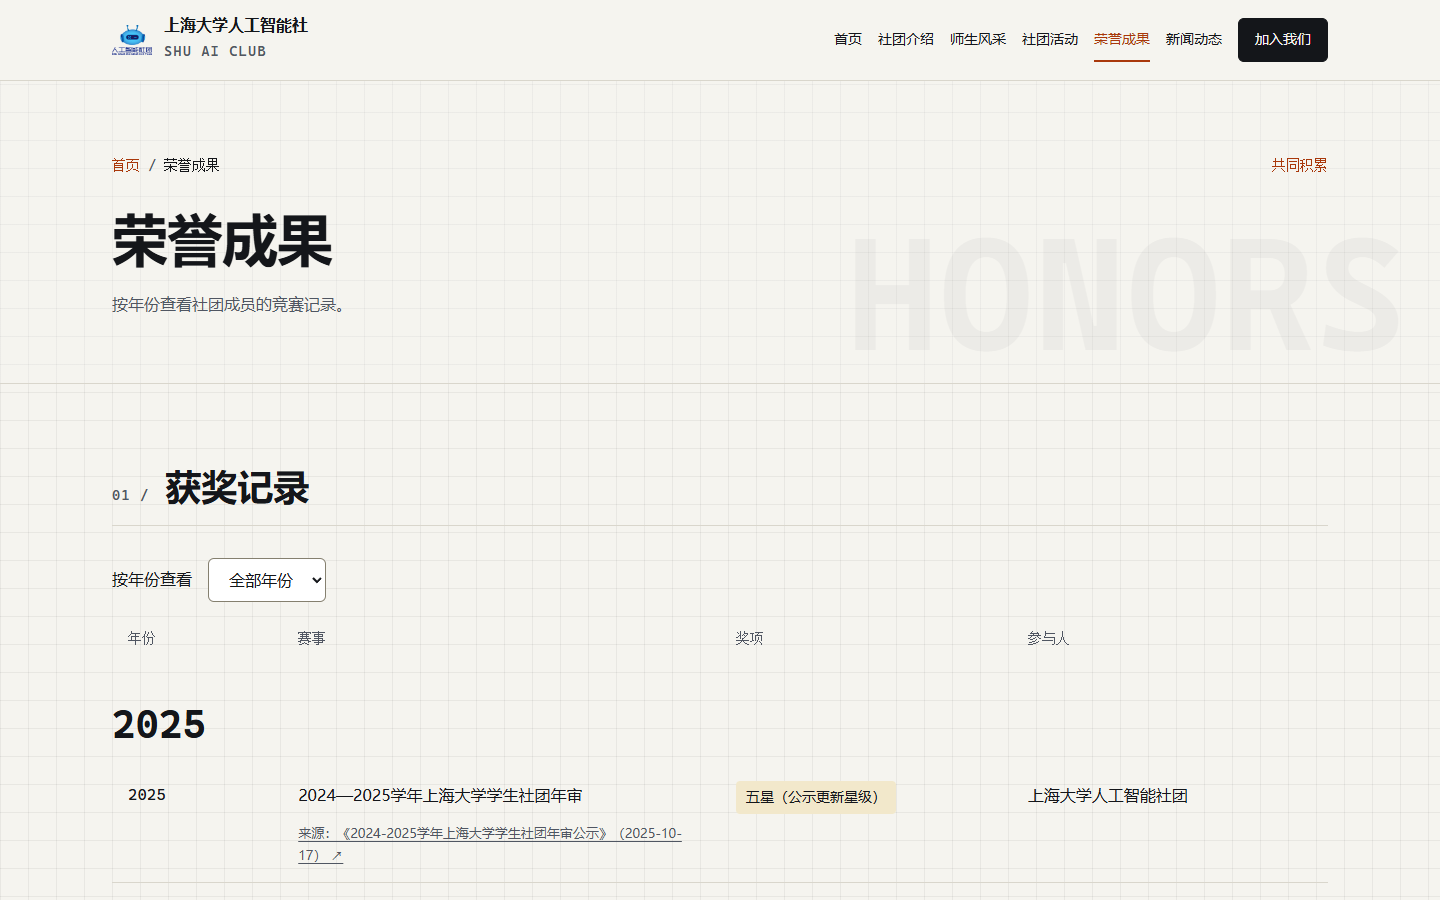 上海大学人工智能社
SHU AI CLUB
人工智能社团
首页 社团介绍 师生风采 社团活动 荣誉成果 新闻动态 加入我们
首页 / 荣誉成果
共同积累
荣誉成果
HONORS
按年份查看社团成员的竞赛记录。
01 / 获奖记录
按年份查看 全部年份
年份 赛事 奖项 参与人
2025
2025 2024—2025学年上海大学学生社团年审 五星（公示更新星级） 上海大学人工智能社团
来源：《2024-2025学年上海大学学生社团年审公示》（2025-10-
17） ↗